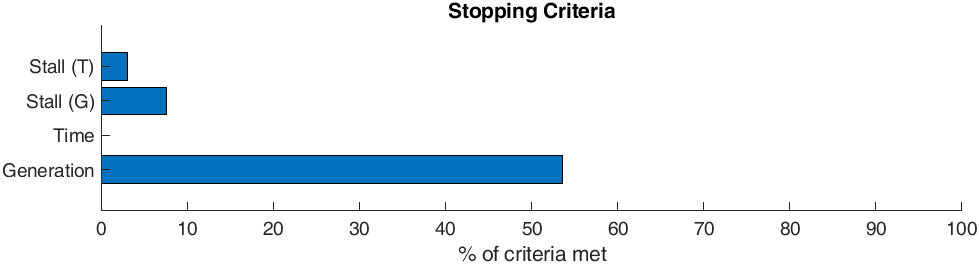 Stopping Criteria
Stall (T)
Stall (G)
Time
Generation
0 10 20 30 40 50 60 70 80 90 100
% of criteria met